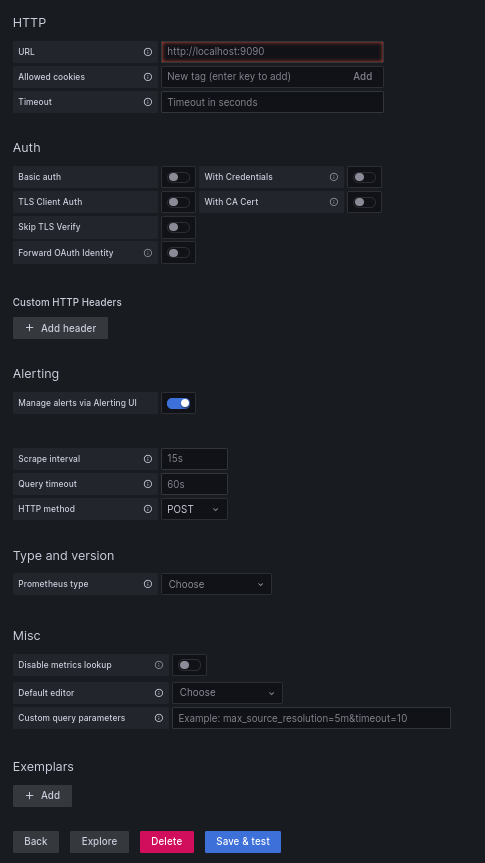 HTTP
URL http://localhost:9090
Allowed cookies New tag (enter key to add) Add
Timeout Timeout in seconds
Auth
Basic auth With Credentials
TLS Client Auth With CA Cert
Skip TLS Verify
Forward OAuth Identity
Custom HTTP Headers
+ Add header
Alerting
Manage alerts via Alerting UI
Scrape interval 15s
Query timeout 60s
HTTP method POST
Type and version
Prometheus type Choose
Misc
Disable metrics lookup
Default editor Choose
Custom query parameters Example: max_source_resolution=5m&timeout=10
Exemplars
+ Add
Back Explore Delete Save & test